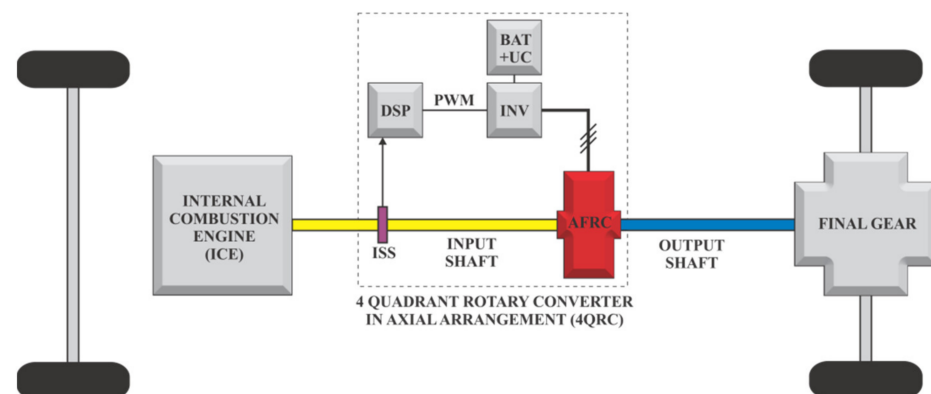 BAT
+UC
DSP
PWM
INV
INTERNAL
COMBUSTION
ENGINE
(ICE)
AFRC
FINAL GEAR
ISS
INPUT
SHAFT
OUTPUT
SHAFT
4 QUADRANT ROTARY CONVERTER
IN AXIAL ARRANGEMENT (4QRC)